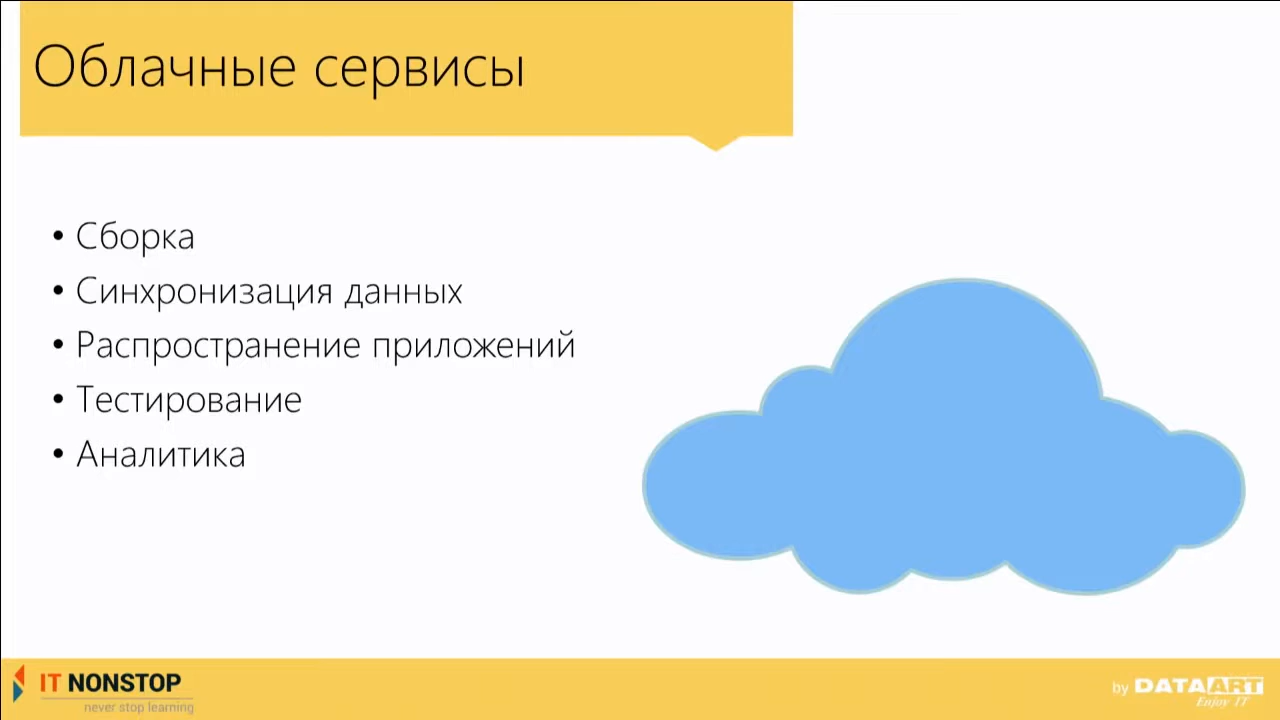 Облачные сервисы
• Сборка
• Синхронизация данных
• Распространение приложений
• Тестирование
• Аналитика
IT NONSTOP
never stop learning
by DATAART
Enjoy IT